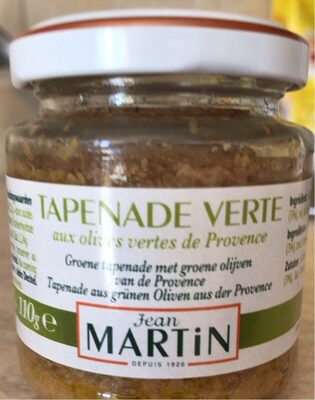 TAPENADE VERTE
aux olives vertes de Provence
Groene tapenade met groene olijven
van de Provence
Tapenade aus grünen Oliven aus der Provence
110g e
Jean
MARTiN
DEPUIS 1920